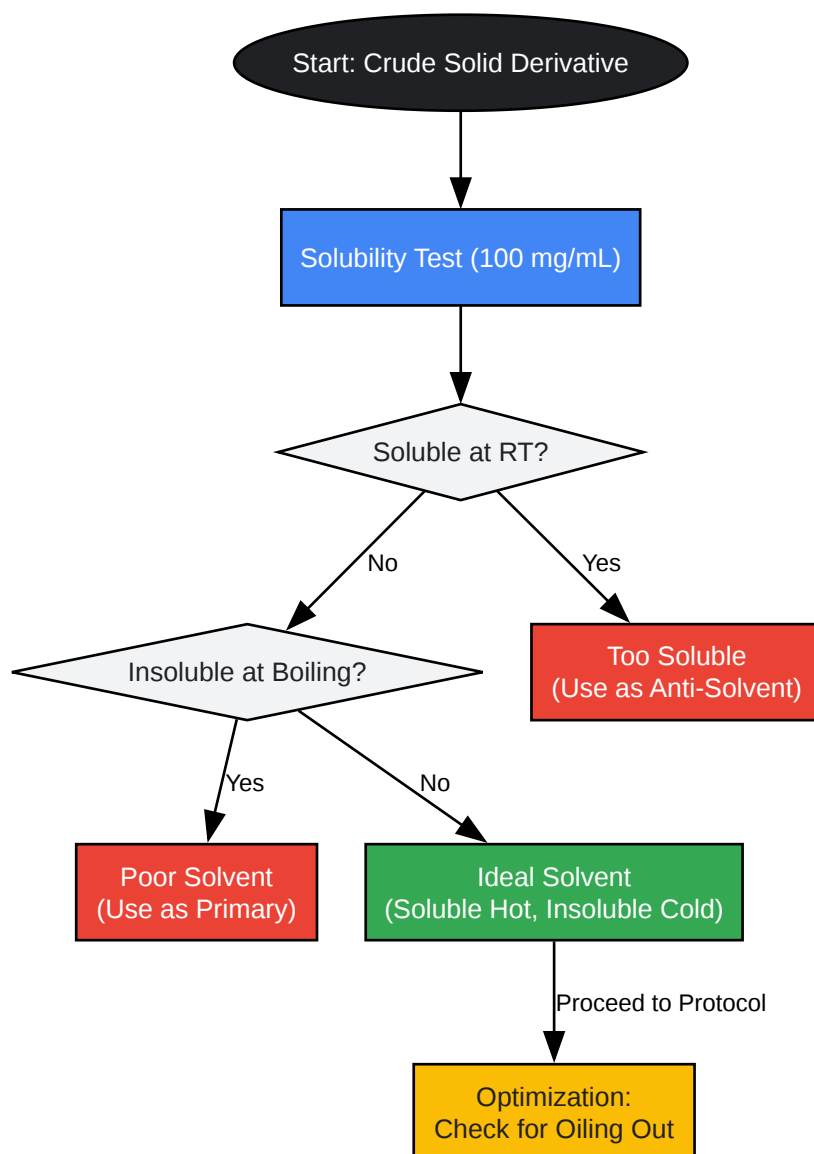 Start: Crude Solid Derivative
Solubility Test (100 mg/mL)
Soluble at RT?
No
Yes
Insoluble at Boiling?
Too Soluble
(Use as Anti-Solvent)
Yes
No
Poor Solvent
(Use as Primary)
Ideal Solvent
(Soluble Hot, Insoluble Cold)
Proceed to Protocol
Optimization:
Check for Oiling Out